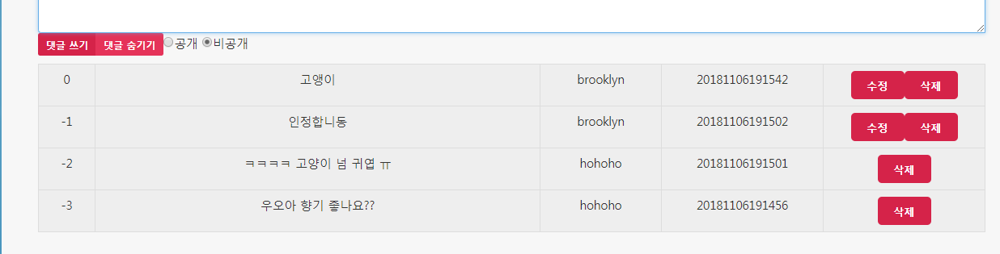 댓글 쓰기 댓글 숨기기 공개 비공개
0 고앵이 brooklyn 20181106191542 수정 삭제
-1 인정합니동 brooklyn 20181106191502 수정 삭제
-2 ㅋㅋㅋㅋ 고양이 넘 귀엽 ㅠ hohoho 20181106191501 삭제
-3 우오아 향기 좋나요?? hohoho 20181106191456 삭제